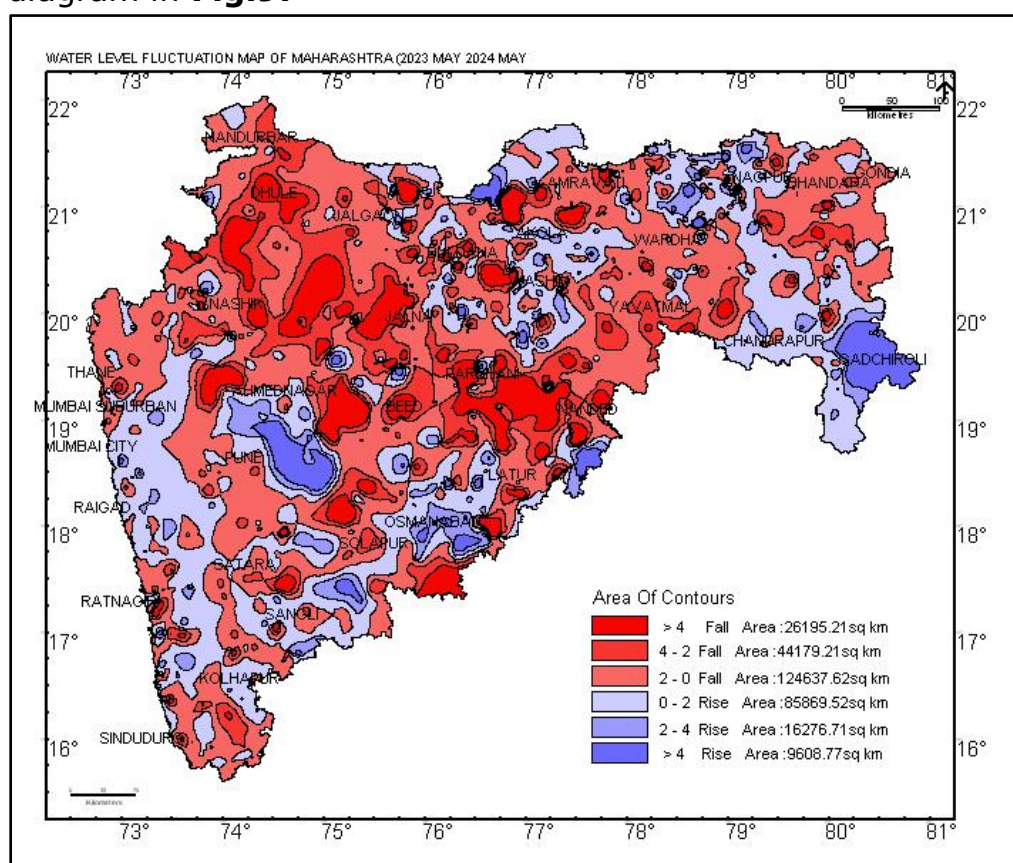 WATER LEVEL FLUCTUATION MAP OF MAHARASHTRA (2023 MAY 2024 MAY
73° 74° 75° 76° 77° 78° 79° 80° 81°
0 50 100
kilometres
22° 22°
NANDURBAR
AMRAVATI NAGPUR BHANDARA GONDIA
DHULE
21° JALGAON 21°
AKOLA WARDHA
BULDANA
WASHIM
NASHIK YAVATMAL
20° JALNA 20°
CHANDRAPUR
GADCHIROLI
THANE PARBHANI
AHMEDNAGAR
MUMBAI SUBURBAN BEED NANDED
19° 19°
MUMBAI CITY
PUNE
LATUR
RAIGAD
OSMANABAD
18° 18°
SOLAPUR
SATARA
RATNAGIRI
SANGLI
17° 17°
KOLHAPUR
SINDUDURG
16° 16°
Area Of Contours
> 4 Fall Area :26195.21sq km
4 - 2 Fall Area :44179.21sq km
2 - 0 Fall Area :124637.62sq km
0 - 2 Rise Area :85869.52sq km
2 - 4 Rise Area :16276.71sq km
> 4 Rise Area :9608.77sq km
Kilometers
73° 74° 75° 76° 77° 78° 79° 80° 81°